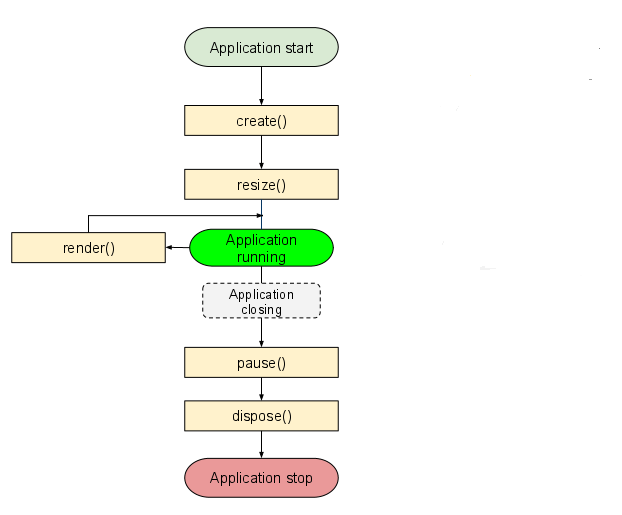 Application start
create()
resize()
render()
Application
running
Application
closing
pause()
dispose()
Application stop